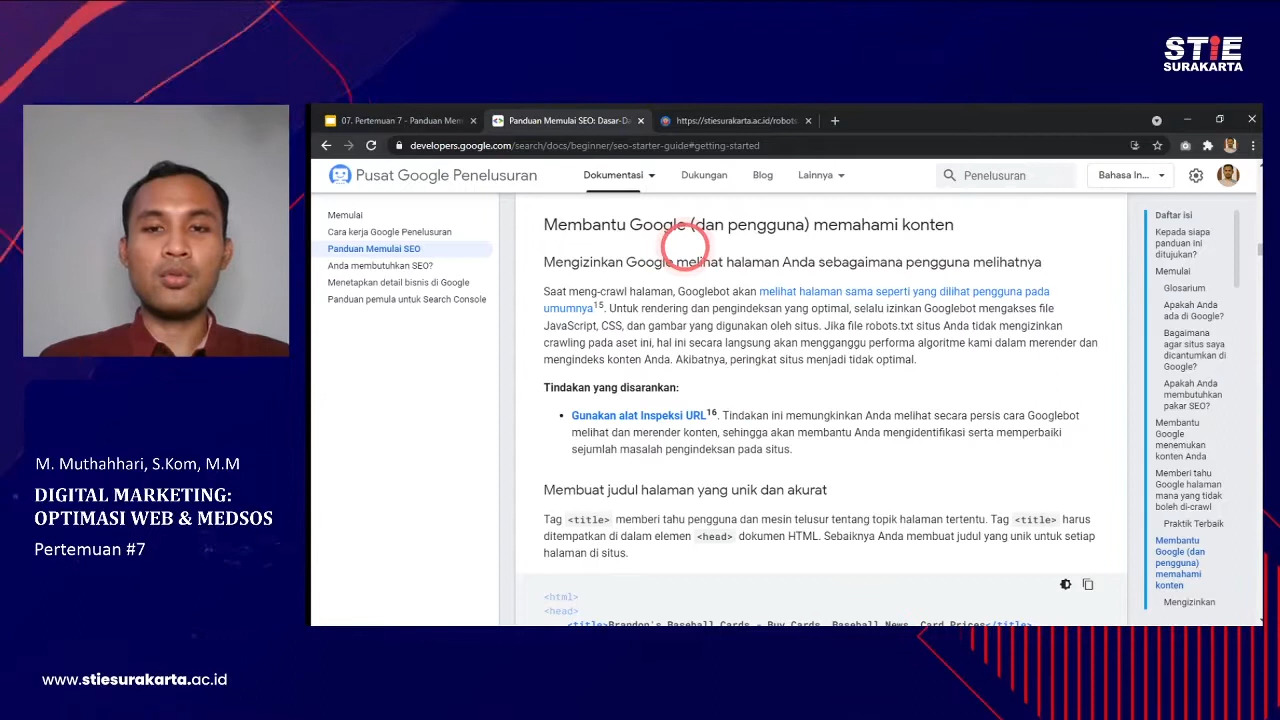 STIE
SURAKARTA
07. Pertemuan 7 - Panduan Mem
Panduan Memulai SEO: Dasar-Da
https://stiesurakarta.ac.id/robots
developers.google.com/search/docs/beginner/seo-starter-guide#getting-started
Pusat Google Penelusuran
Dokumentasi
Dukungan
Blog
Lainnya
Penelusuran
Bahasa In...
Memulai
Cara kerja Google Penelusuran
Panduan Memulai SEO
Anda membutuhkan SEO?
Menetapkan detail bisnis di Google
Panduan pemula untuk Search Console
Membantu Google (dan pengguna) memahami konten
Mengizinkan Google melihat halaman Anda sebagaimana pengguna melihatnya
Saat meng-crawl halaman, Googlebot akan melihat halaman sama seperti yang dilihat pengguna pada
umumnya15. Untuk rendering dan pengindeksan yang optimal, selalu izinkan Googlebot mengakses file
JavaScript, CSS, dan gambar yang digunakan oleh situs. Jika file robots.txt situs Anda tidak mengizinkan
crawling pada aset ini, hal ini secara langsung akan mengganggu performa algoritme kami dalam merender dan
mengindeks konten Anda. Akibatnya, peringkat situs menjadi tidak optimal.
Tindakan yang disarankan:
• Gunakan alat Inspeksi URL16. Tindakan ini memungkinkan Anda melihat secara persis cara Googlebot
melihat dan merender konten, sehingga akan membantu Anda mengidentifikasi serta memperbaiki
sejumlah masalah pengindeksan pada situs.
Membuat judul halaman yang unik dan akurat
Tag <title> memberi tahu pengguna dan mesin telusur tentang topik halaman tertentu. Tag <title> harus
ditempatkan di dalam elemen <head> dokumen HTML. Sebaiknya Anda membuat judul yang unik untuk setiap
halaman di situs.
<html>
<head>
<title>Brandon's Baseball Cards - Buy Cards, Baseball News, Card Prices</title>
Daftar isi
Kepada siapa
panduan ini
ditujukan?
Memulai
Glosarium
Apakah Anda
ada di Google?
Bagaimana
agar situs saya
dicantumkan di
Google?
Apakah Anda
membutuhkan
pakar SEO?
Membantu
Google
menemukan
konten Anda
Memberi tahu
Google halaman
mana yang tidak
boleh di-crawl
Praktik Terbaik
Membantu
Google (dan
pengguna)
memahami
konten
Mengizinkan
M. Muthahhari, S.Kom, M.M
DIGITAL MARKETING:
OPTIMASI WEB & MEDSOS
Pertemuan #7
www.stiesurakarta.ac.id